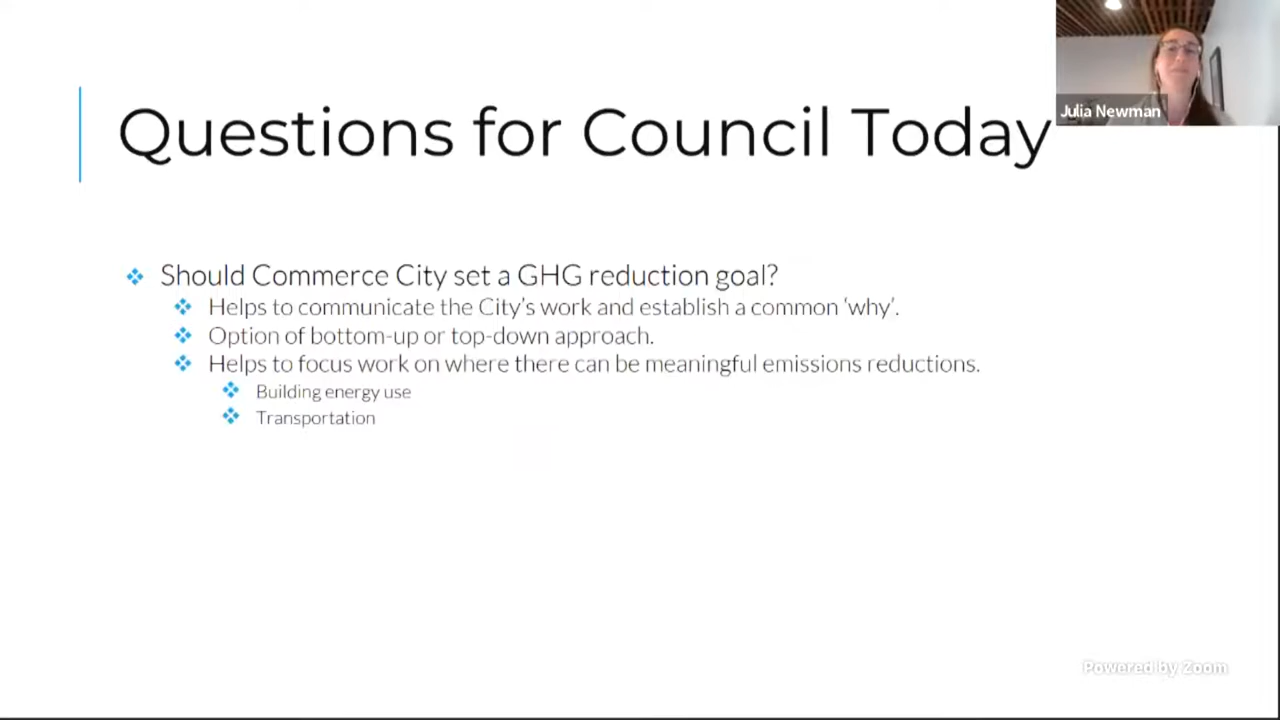 Questions for Council Today
Julia Newman
Should Commerce City set a GHG reduction goal?
Helps to communicate the City's work and establish a common ‘why’.
Option of bottom-up or top-down approach.
Helps to focus work on where there can be meaningful emissions reductions.
Building energy use
Transportation
Powered by Zoom